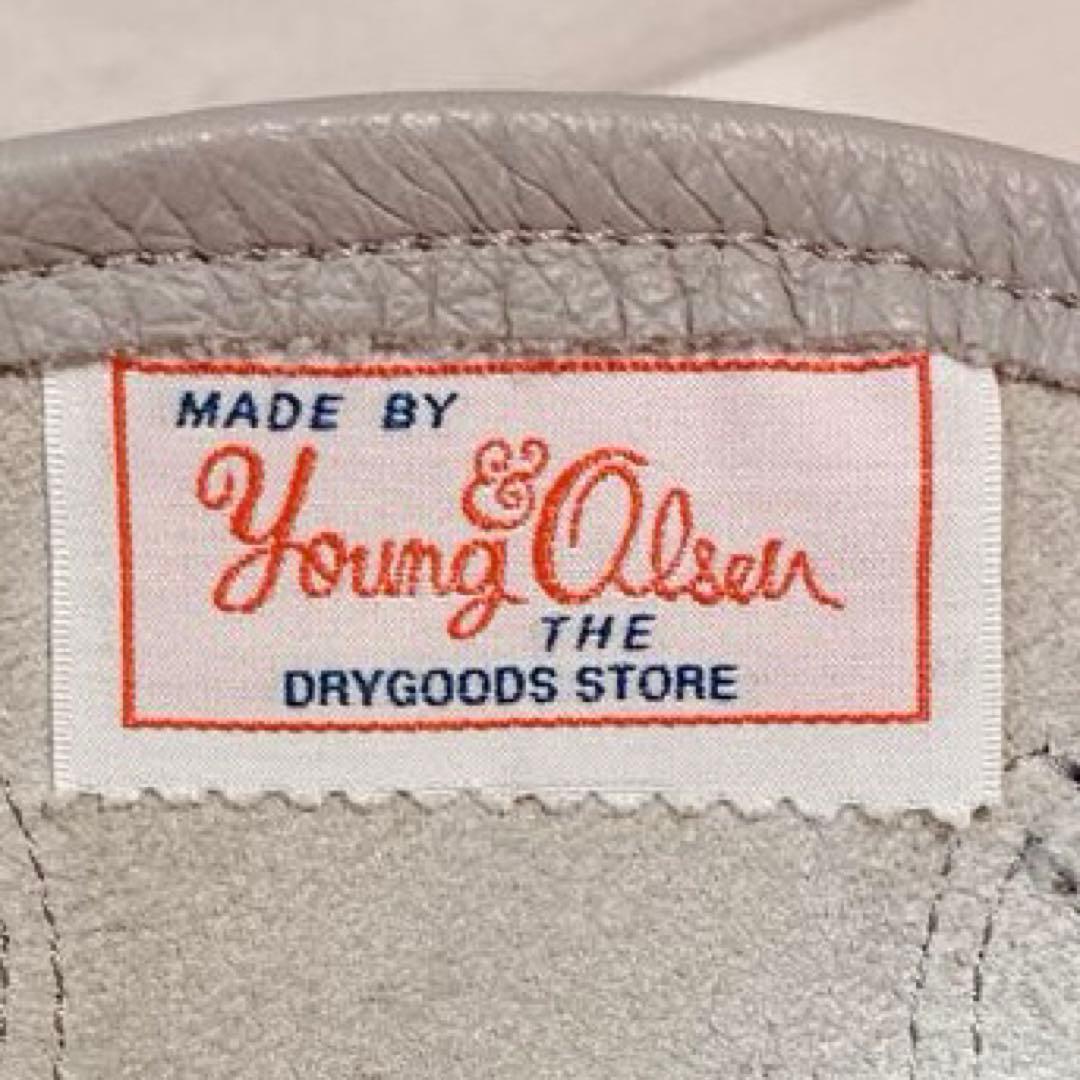 MADE BY
Young & Olsen
THE
DRYGOODS STORE